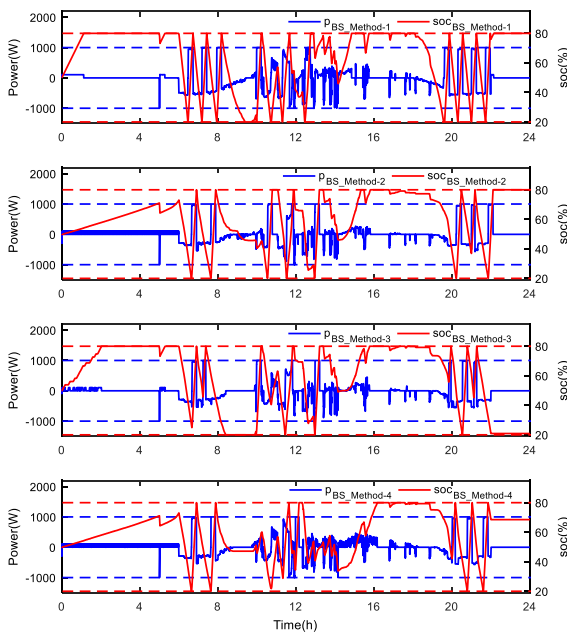 p_BS_Method-1 soc_BS_Method-1
2000 1000 0 -1000
Power(W)
80 60 40 20
soc(%)
0 4 8 12 16 20 24
p_BS_Method-2 soc_BS_Method-2
2000 1000 0 -1000
Power(W)
80 60 40 20
soc(%)
0 4 8 12 16 20 24
p_BS_Method-3 soc_BS_Method-3
2000 1000 0 -1000
Power(W)
80 60 40 20
soc(%)
0 4 8 12 16 20 24
p_BS_Method-4 soc_BS_Method-4
2000 1000 0 -1000
Power(W)
80 60 40 20
soc(%)
0 4 8 12 16 20 24
Time(h)